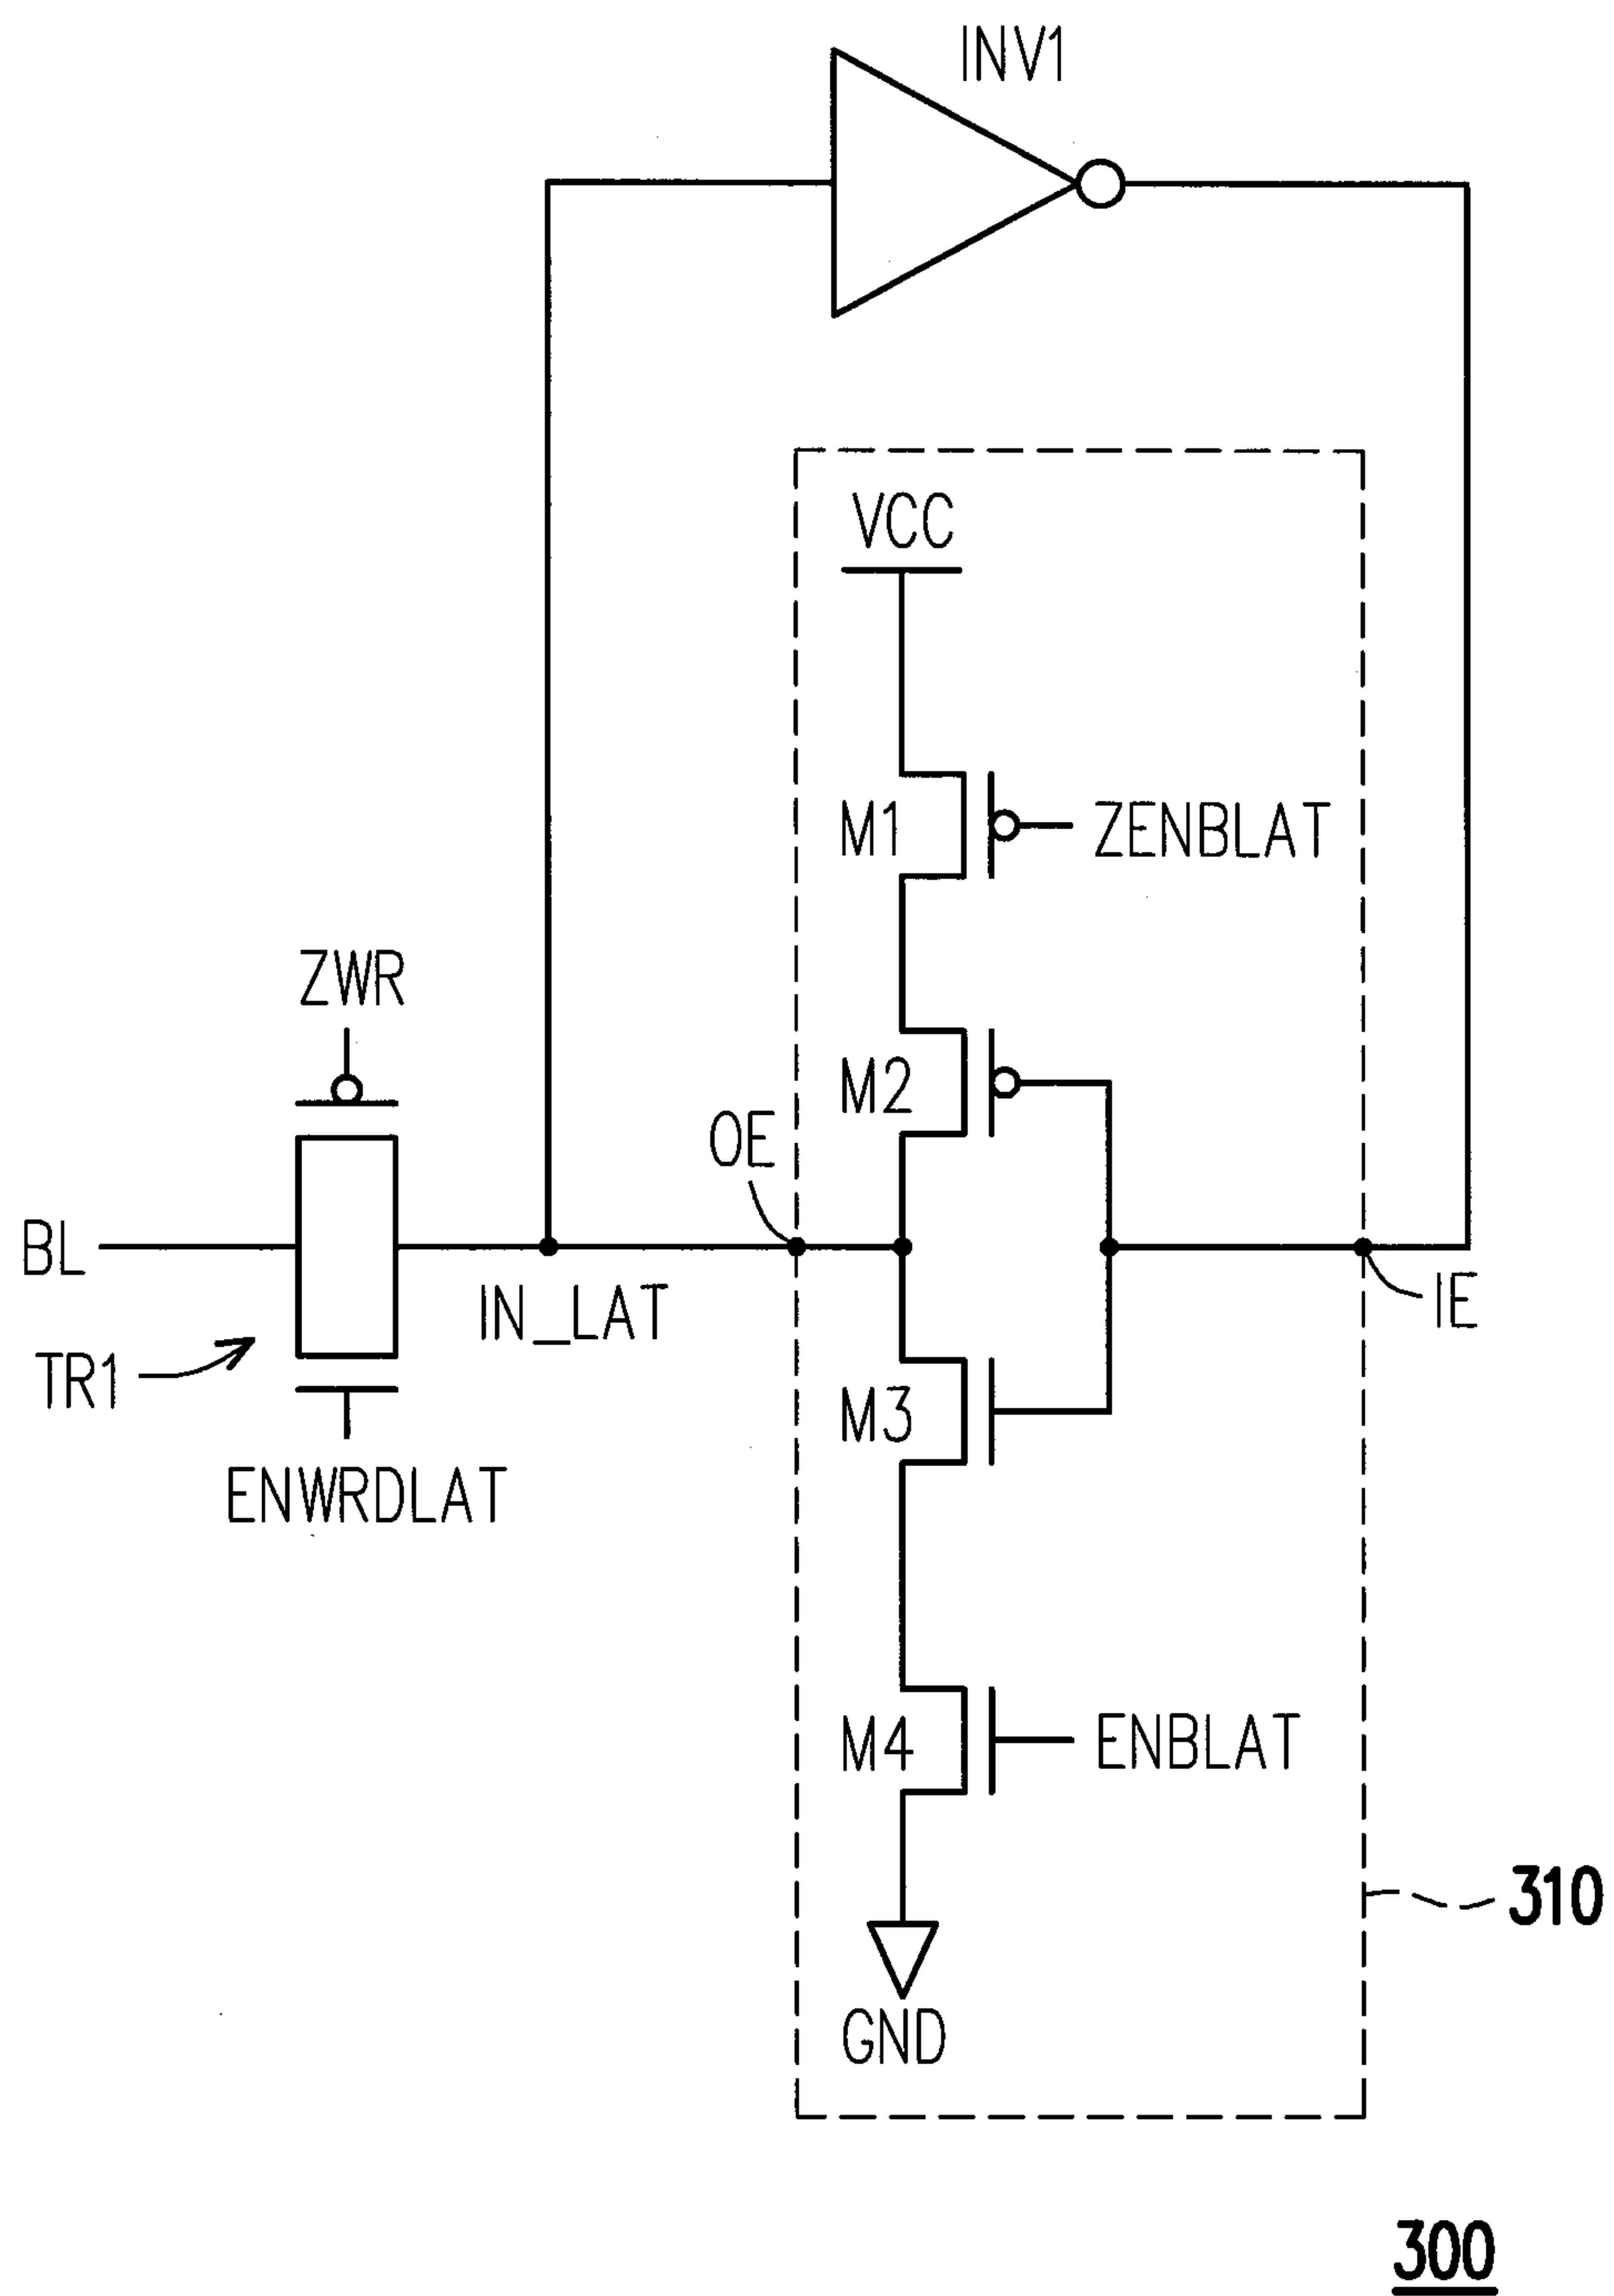 INV1
VCC
M1
ZENBLAT
ZWR
M2
OE
BL
IN_LAT
IE
TR1
M3
ENWRDLAT
M4
ENBLAT
310
GND
300